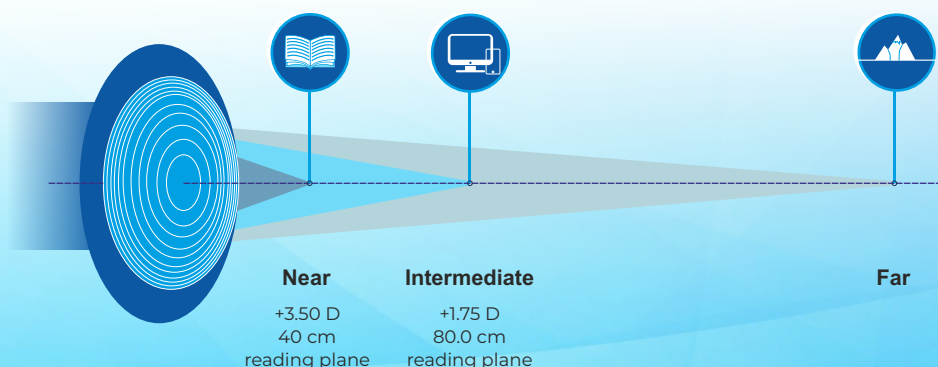 Near
+3.50 D
40 cm
reading plane
Intermediate
+1.75 D
80.0 cm
reading plane
Far